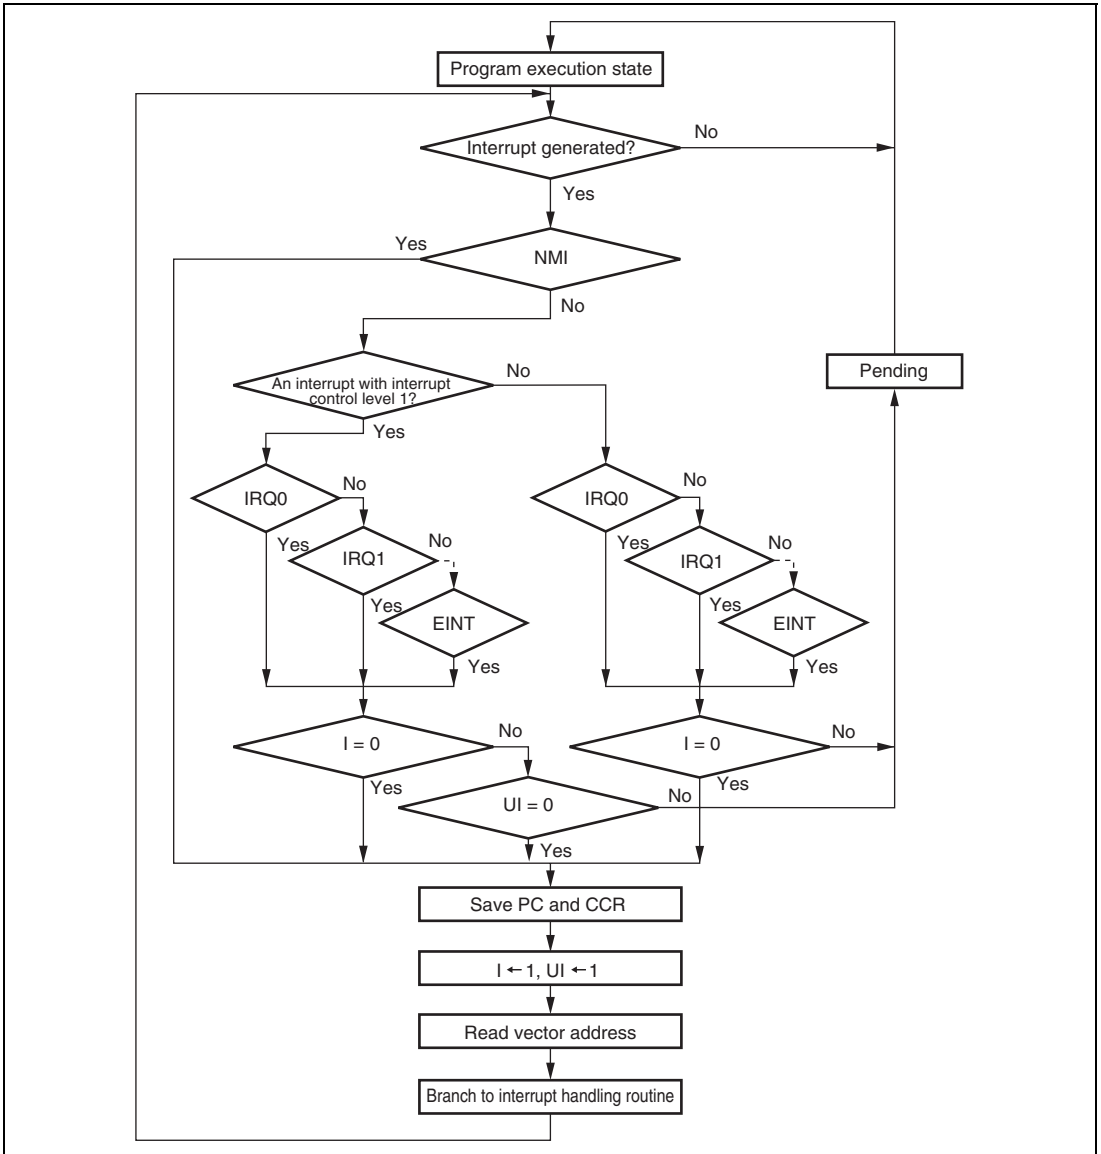 Program execution state
Interrupt generated?
No
Yes
Yes
NMI
No
An interrupt with interrupt
control level 1?
No
Pending
Yes
IRQ0
No
IRQ0
No
Yes
IRQ1
No
Yes
IRQ1
No
Yes
EINT
Yes
EINT
Yes
Yes
I = 0
No
I = 0
No
Yes
UI = 0
No
Yes
Yes
Save PC and CCR
I ← 1, UI ← 1
Read vector address
Branch to interrupt handling routine